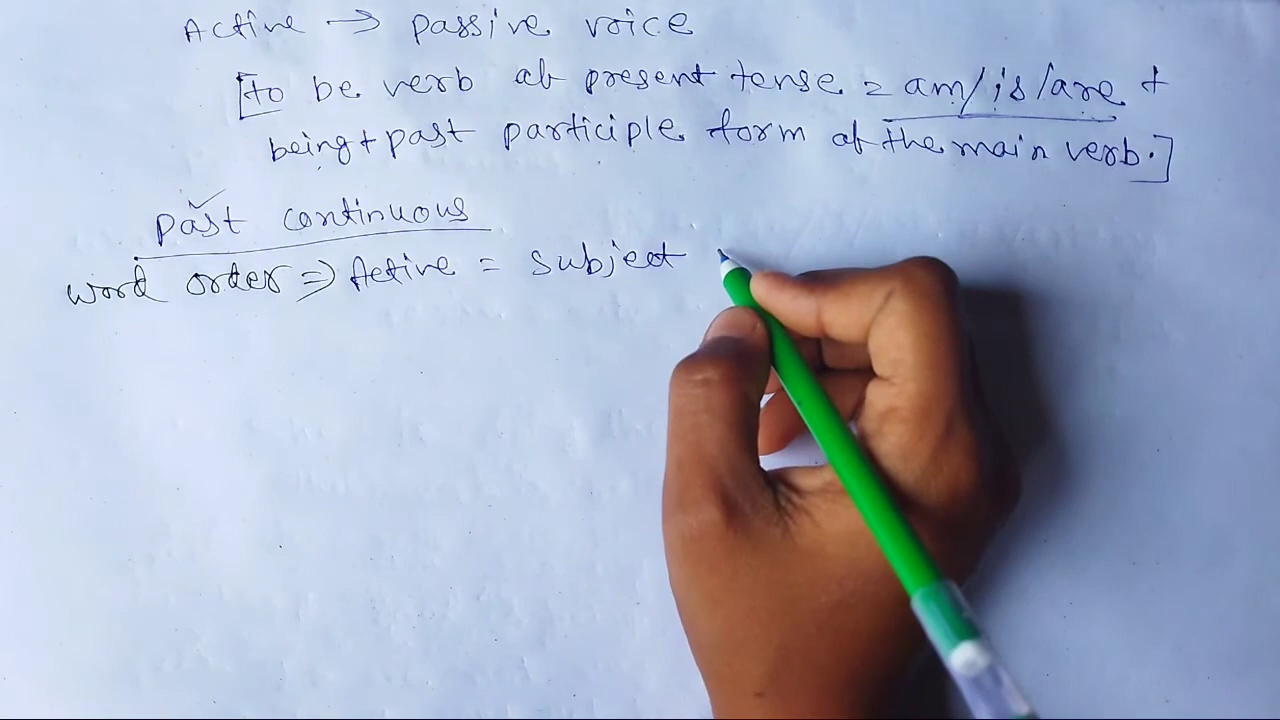 Active → passive voice
[To be verb of present tense = am/is/are +
being + past participle form of the main verb.]
Past continuous
word order ⇒ Active = subject